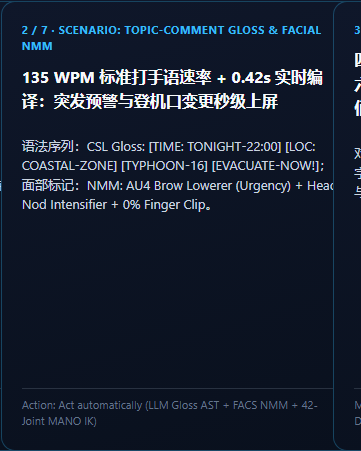 2 / 7 · SCENARIO: TOPIC-COMMENT GLOSS & FACIAL
NMM
135 WPM 标准打手语速率 + 0.42s 实时编
译：突发预警与登机口变更秒级上屏
语法序列：CSL Gloss: [TIME: TONIGHT-22:00] [LOC:
COASTAL-ZONE] [TYPHOON-16] [EVACUATE-NOW!]；
面部标记：NMM: AU4 Brow Lowerer (Urgency) + Head
Nod Intensifier + 0% Finger Clip。
Action: Act automatically (LLM Gloss AST + FACS NMM + 42-
Joint MANO IK)